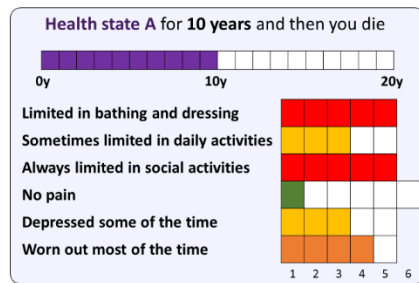 Health state A for 10 years and then you die
0y 10y 20y
Limited in bathing and dressing
Sometimes limited in daily activities
Always limited in social activities
No pain
Depressed some of the time
Worn out most of the time
1 2 3 4 5 6